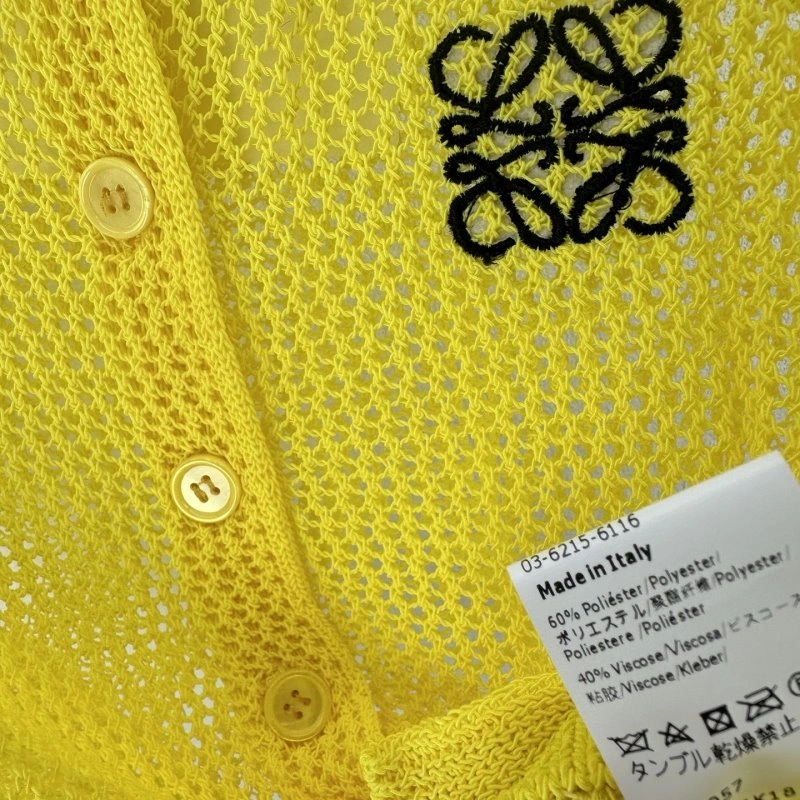 03-6215-6116
Made in Italy
60% Poliéster/Polyester/
ポリエステル/聚酯纤维/Polyester/
Poliestere/Poliéster
40% Viscose/Viscosa/ビスコース
粘胶/Viscose/Kleber/
タンブル乾燥禁止
057